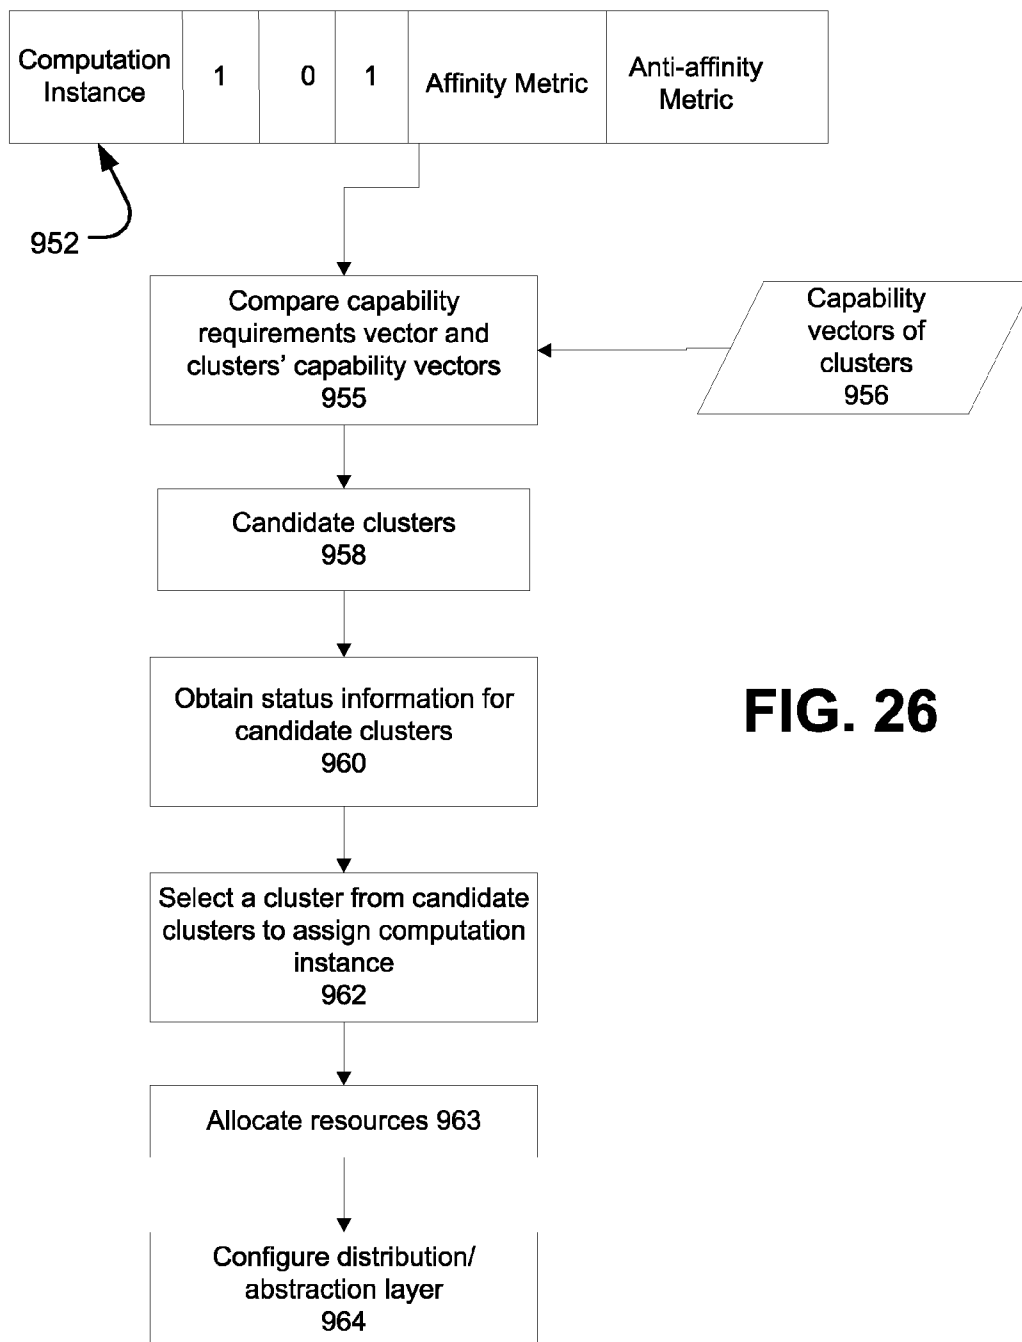 Computation
Instance
1
0
1
Affinity Metric
Anti-affinity
Metric
952
Compare capability
requirements vector and
clusters' capability vectors
955
Capability
vectors of
clusters
956
Candidate clusters
958
Obtain status information for
candidate clusters
960
FIG. 26
Select a cluster from candidate
clusters to assign computation
instance
962
Allocate resources 963
Configure distribution/
abstraction layer
964